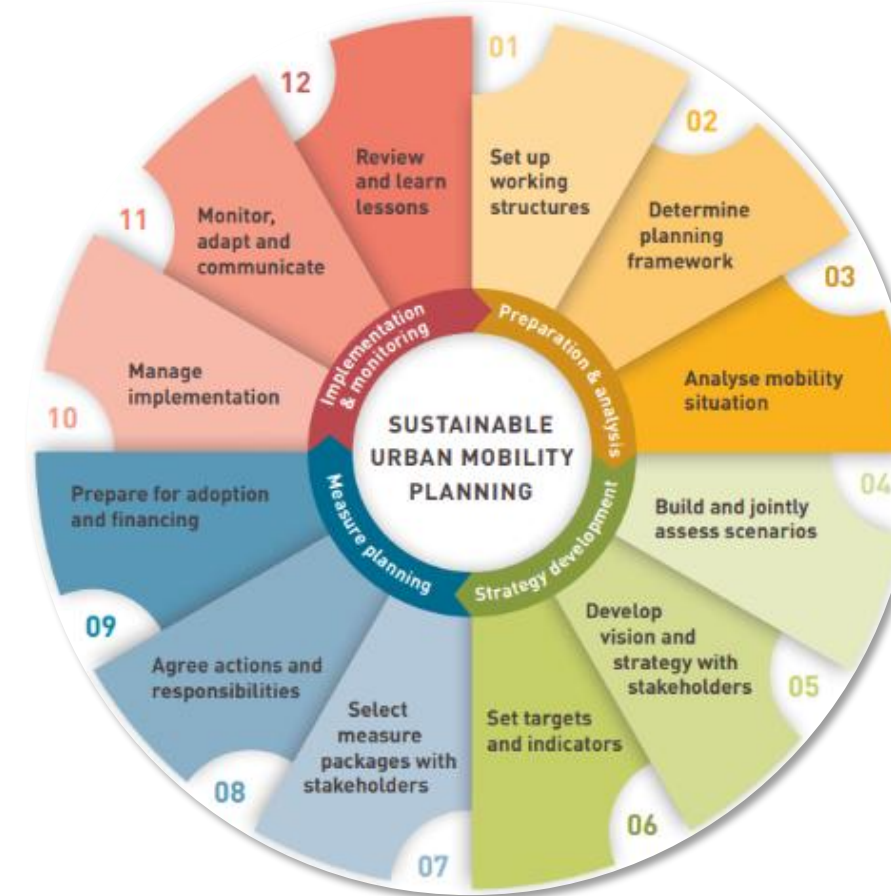 SUSTAINABLE
URBAN MOBILITY
PLANNING
Preparation & analysis
01
Set up
working
structures
02
Determine
planning
framework
03
Analyse mobility
situation
Strategy development
04
Build and jointly
assess scenarios
05
Develop
vision and
strategy with
stakeholders
06
Set targets
and indicators
Measure planning
07
Select
measure
packages with
stakeholders
08
Agree actions and
responsibilities
09
Prepare for adoption
and financing
Implementation
& monitoring
10
Manage
implementation
11
Monitor,
adapt and
communicate
12
Review
and learn
lessons